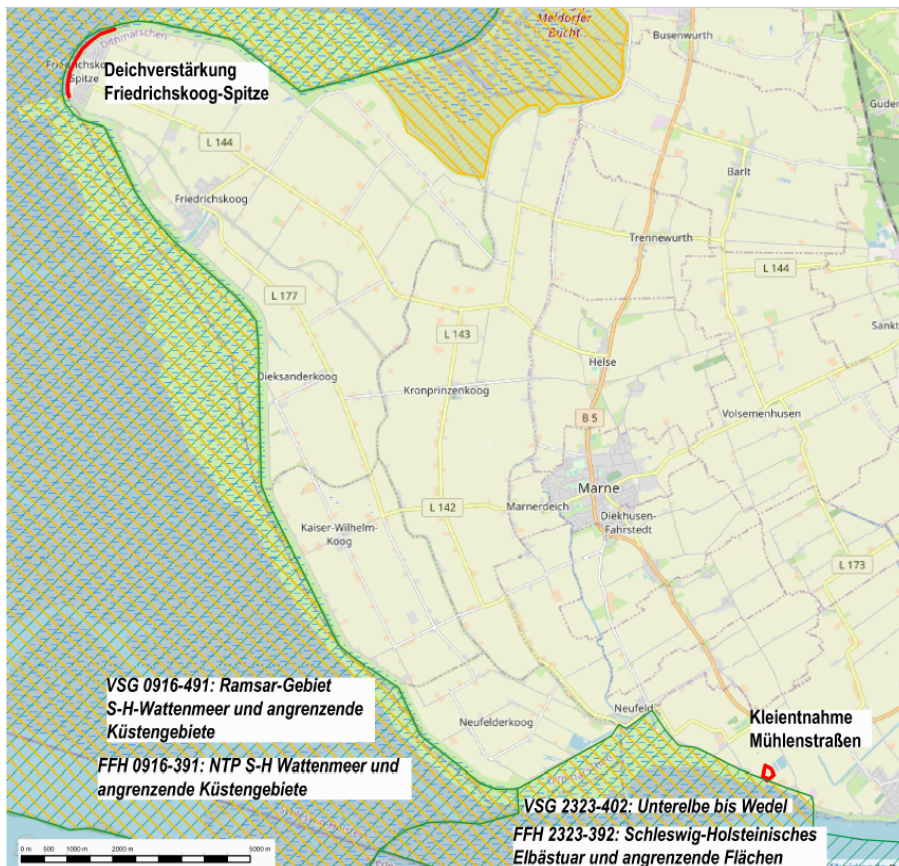 Meldorfer
Bucht
Busenwurth
Dithmarschen
Friedrichskoog-
Spitze
Deichverstärkung
Friedrichskoog-Spitze
Guder
L 144
Barlt
Friedrichskoog
Trennewurth
L 144
L 177
Sankt
L 143
Helse
Dieksanderkoog
Kronprinzenkoog
Volsemenhusen
B 5
Marne
L 142
Marnerdeich
Diekhusen-
Fahrstedt
Kaiser-Wilhelm-
Koog
L 173
VSG 0916-491: Ramsar-Gebiet
S-H-Wattenmeer und angrenzende
Küstengebiete
Neufelderkoog
Neufeld
Kleientnahme
Mühlenstraßen
FFH 0916-391: NTP S-H Wattenmeer und
angrenzende Küstengebiete
Dithmarschen
VSG 2323-402: Unterelbe bis Wedel
FFH 2323-392: Schleswig-Holsteinisches
Elbästuar und angrenzende Flächen
0 m 500 1000 2000 m 6000 m